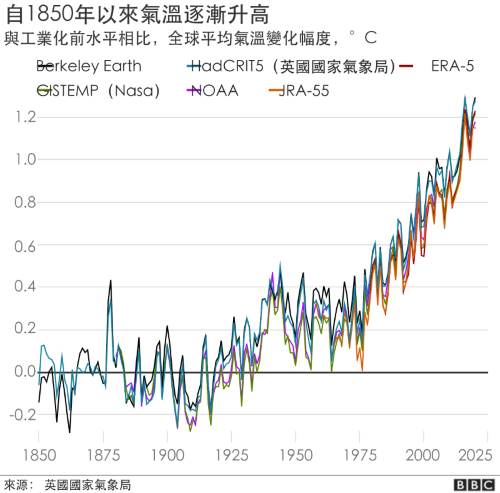 自1850年以來氣溫逐漸升高
與工業化前水平相比，全球平均氣溫變化幅度，° C
Berkeley Earth HadCRIT5（英國國家氣象局） ERA-5
GISTEMP（Nasa） NOAA JRA-55
1.2
1.0
0.8
0.6
0.4
0.2
0.0
-0.2
1850 1875 1900 1925 1950 1975 2000 2025
來源： 英國國家氣象局 BBC